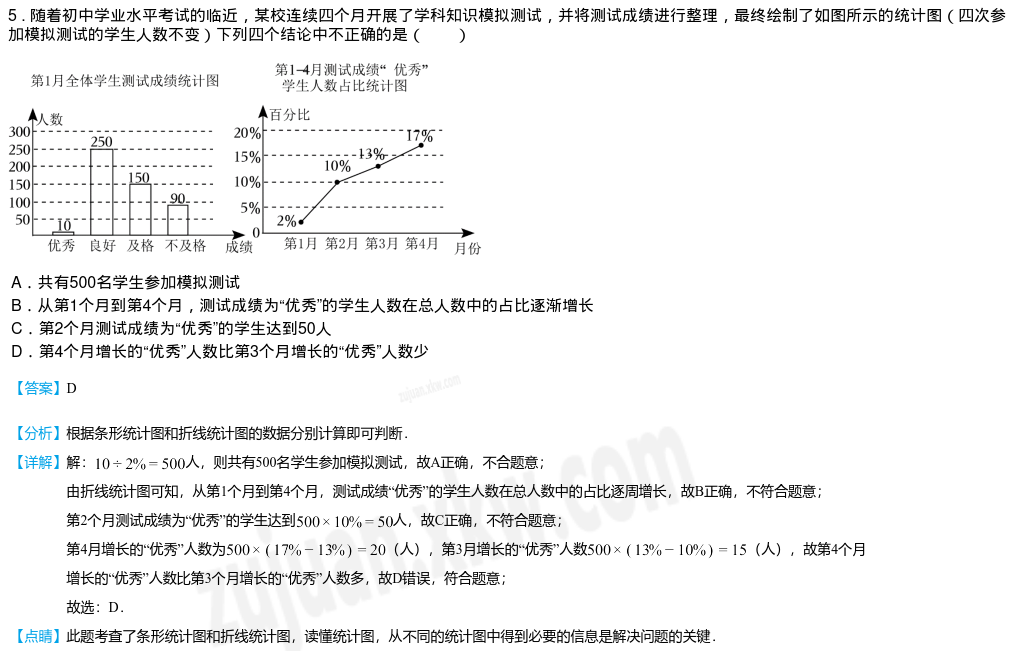 5．随着初中学业水平考试的临近，某校连续四个月开展了学科知识模拟测试，并将测试成绩进行整理，最终绘制了如图所示的统计图（四次参
加模拟测试的学生人数不变）下列四个结论中不正确的是（　　）
第1月全体学生测试成绩统计图
人数
300
250
200
150
100
50
10
250
150
90
优秀 良好 及格 不及格 成绩
第1–4月测试成绩“优秀”
学生人数占比统计图
百分比
20%
15%
10%
5%
0
2%
10%
13%
17%
第1月 第2月 第3月 第4月 月份
A．共有500名学生参加模拟测试
B．从第1个月到第4个月，测试成绩为“优秀”的学生人数在总人数中的占比逐渐增长
C．第2个月测试成绩为“优秀”的学生达到50人
D．第4个月增长的“优秀”人数比第3个月增长的“优秀”人数少
【答案】D
【分析】根据条形统计图和折线统计图的数据分别计算即可判断．
【详解】解：10÷2%=500人，则共有500名学生参加模拟测试，故A正确，不合题意；
由折线统计图可知，从第1个月到第4个月，测试成绩“优秀”的学生人数在总人数中的占比逐周增长，故B正确，不符合题意；
第2个月测试成绩为“优秀”的学生达到500×10%=50人，故C正确，不符合题意；
第4月增长的“优秀”人数为500×(17%−13%)=20（人），第3月增长的“优秀”人数500×(13%−10%)=15（人），故第4个月
增长的“优秀”人数比第3个月增长的“优秀”人数多，故D错误，符合题意；
故选：D．
【点睛】此题考查了条形统计图和折线统计图，读懂统计图，从不同的统计图中得到必要的信息是解决问题的关键．
zujuan.xkw.com
zujuan.xkw.com